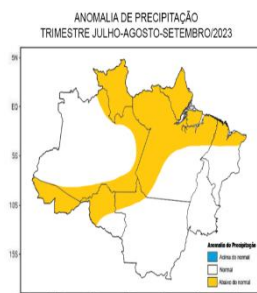 ANOMALIA DE PRECIPITAÇÃO
TRIMESTRE JULHO-AGOSTO-SETEMBRO/2023
5N
EQ
5S
10S
15S
Anomalia de Precipitação
Acima do normal
Normal
Abaixo do normal